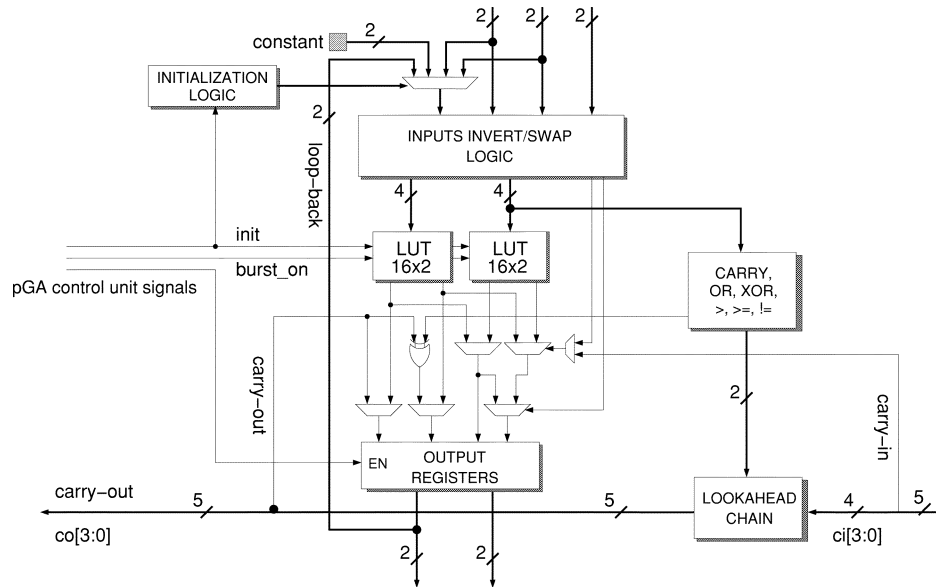 2
2
2
2
constant
INITIALIZATION
LOGIC
2
INPUTS INVERT/SWAP
LOGIC
loop-back
4
4
init
LUT
16x2
LUT
16x2
burst_on
pGA control unit signals
CARRY,
OR, XOR,
>, >=, !=
carry-out
2
carry-in
EN
OUTPUT
REGISTERS
carry-out
5
5
LOOKAHEAD
CHAIN
4
5
co[3:0]
ci[3:0]
2
2